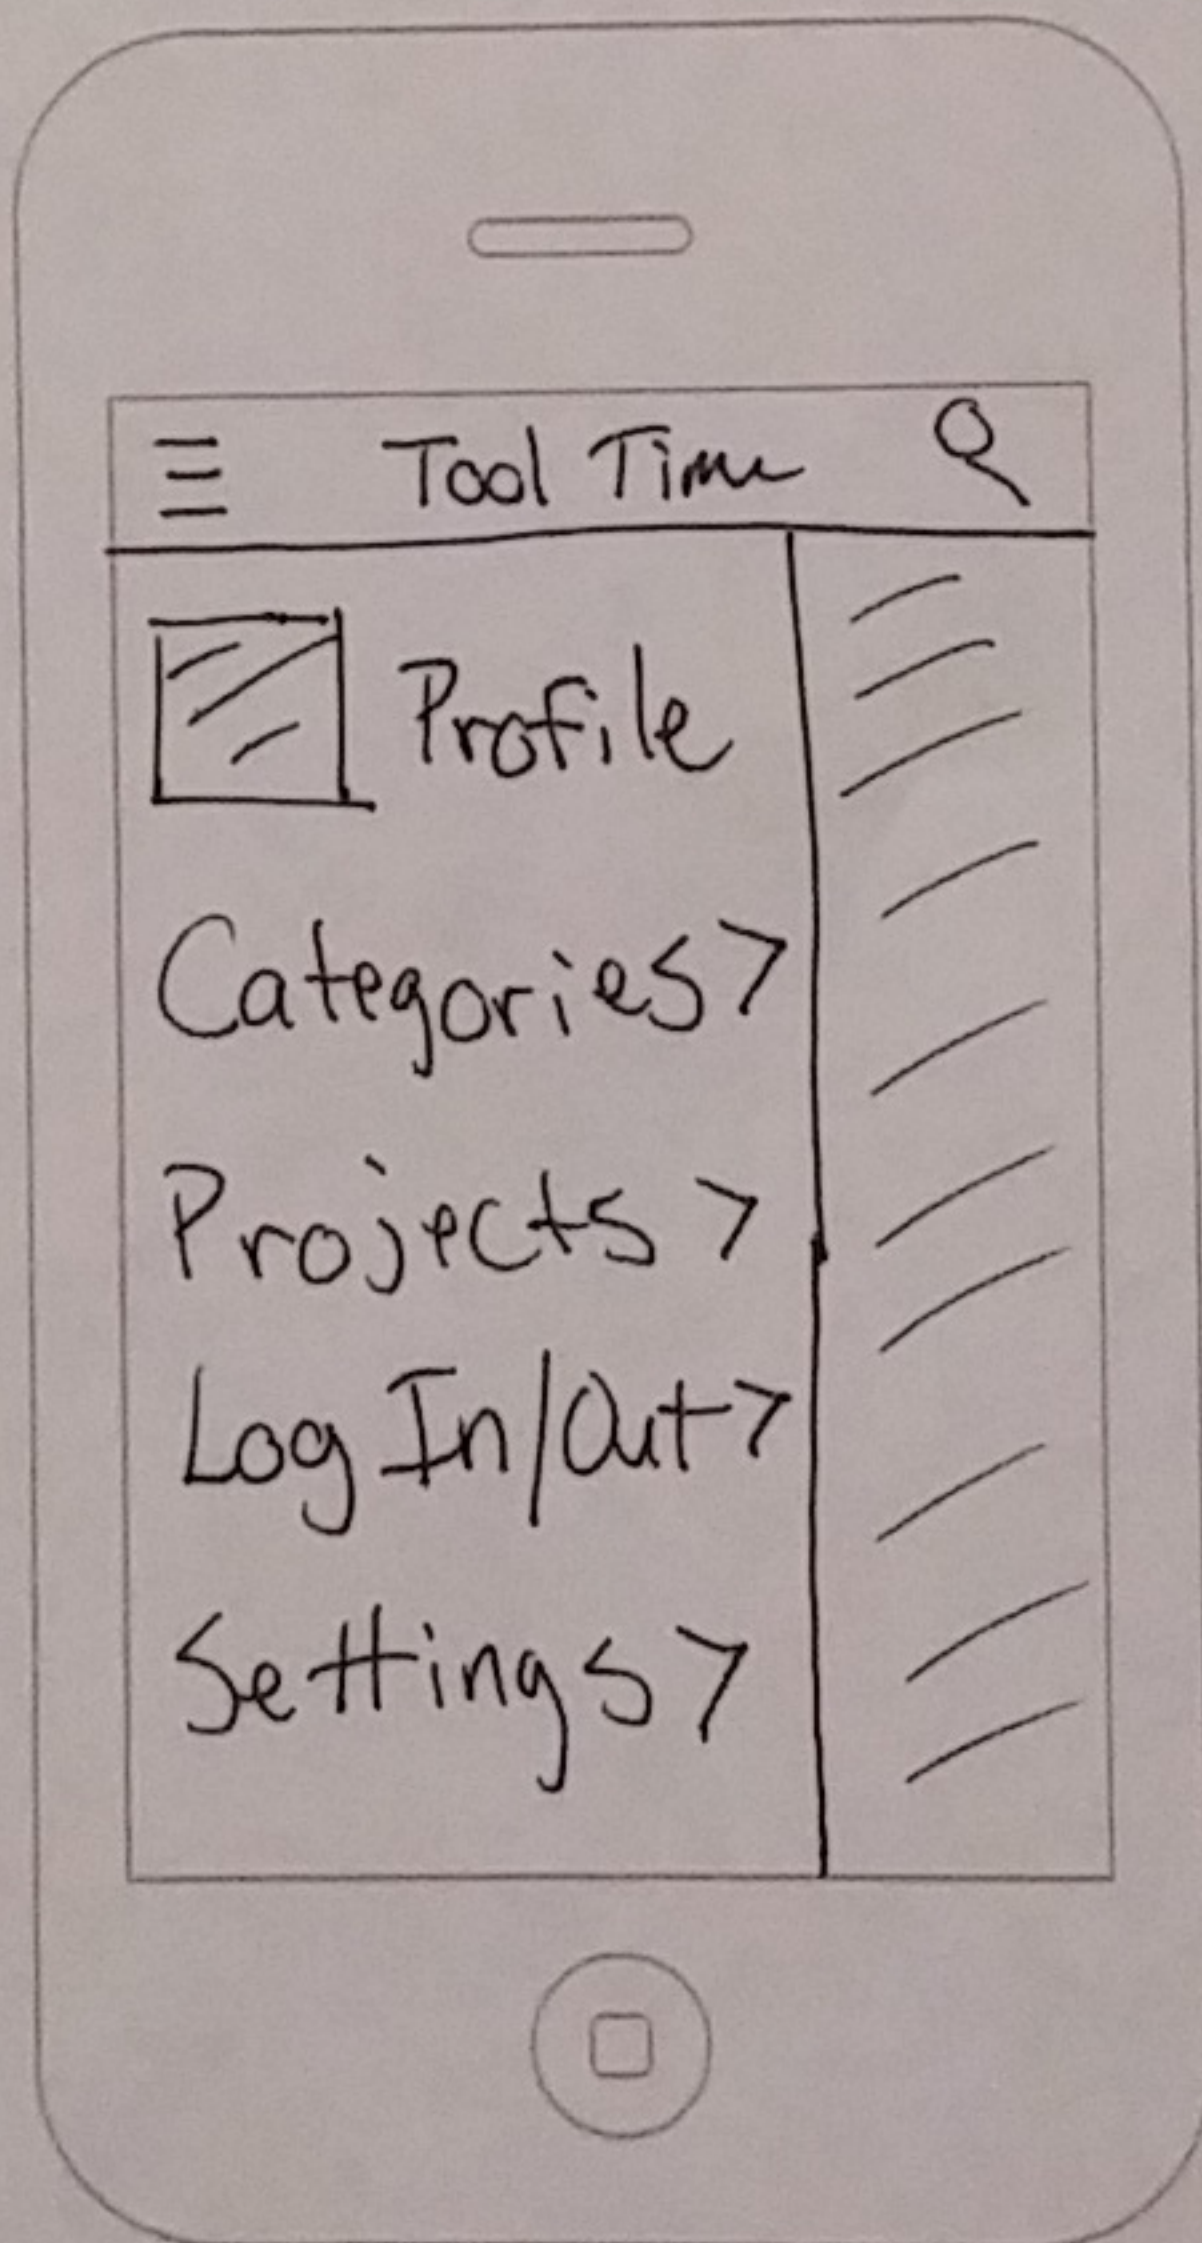 Tool Time
Profile
Categories >
Projects >
Log In/Out >
Settings >